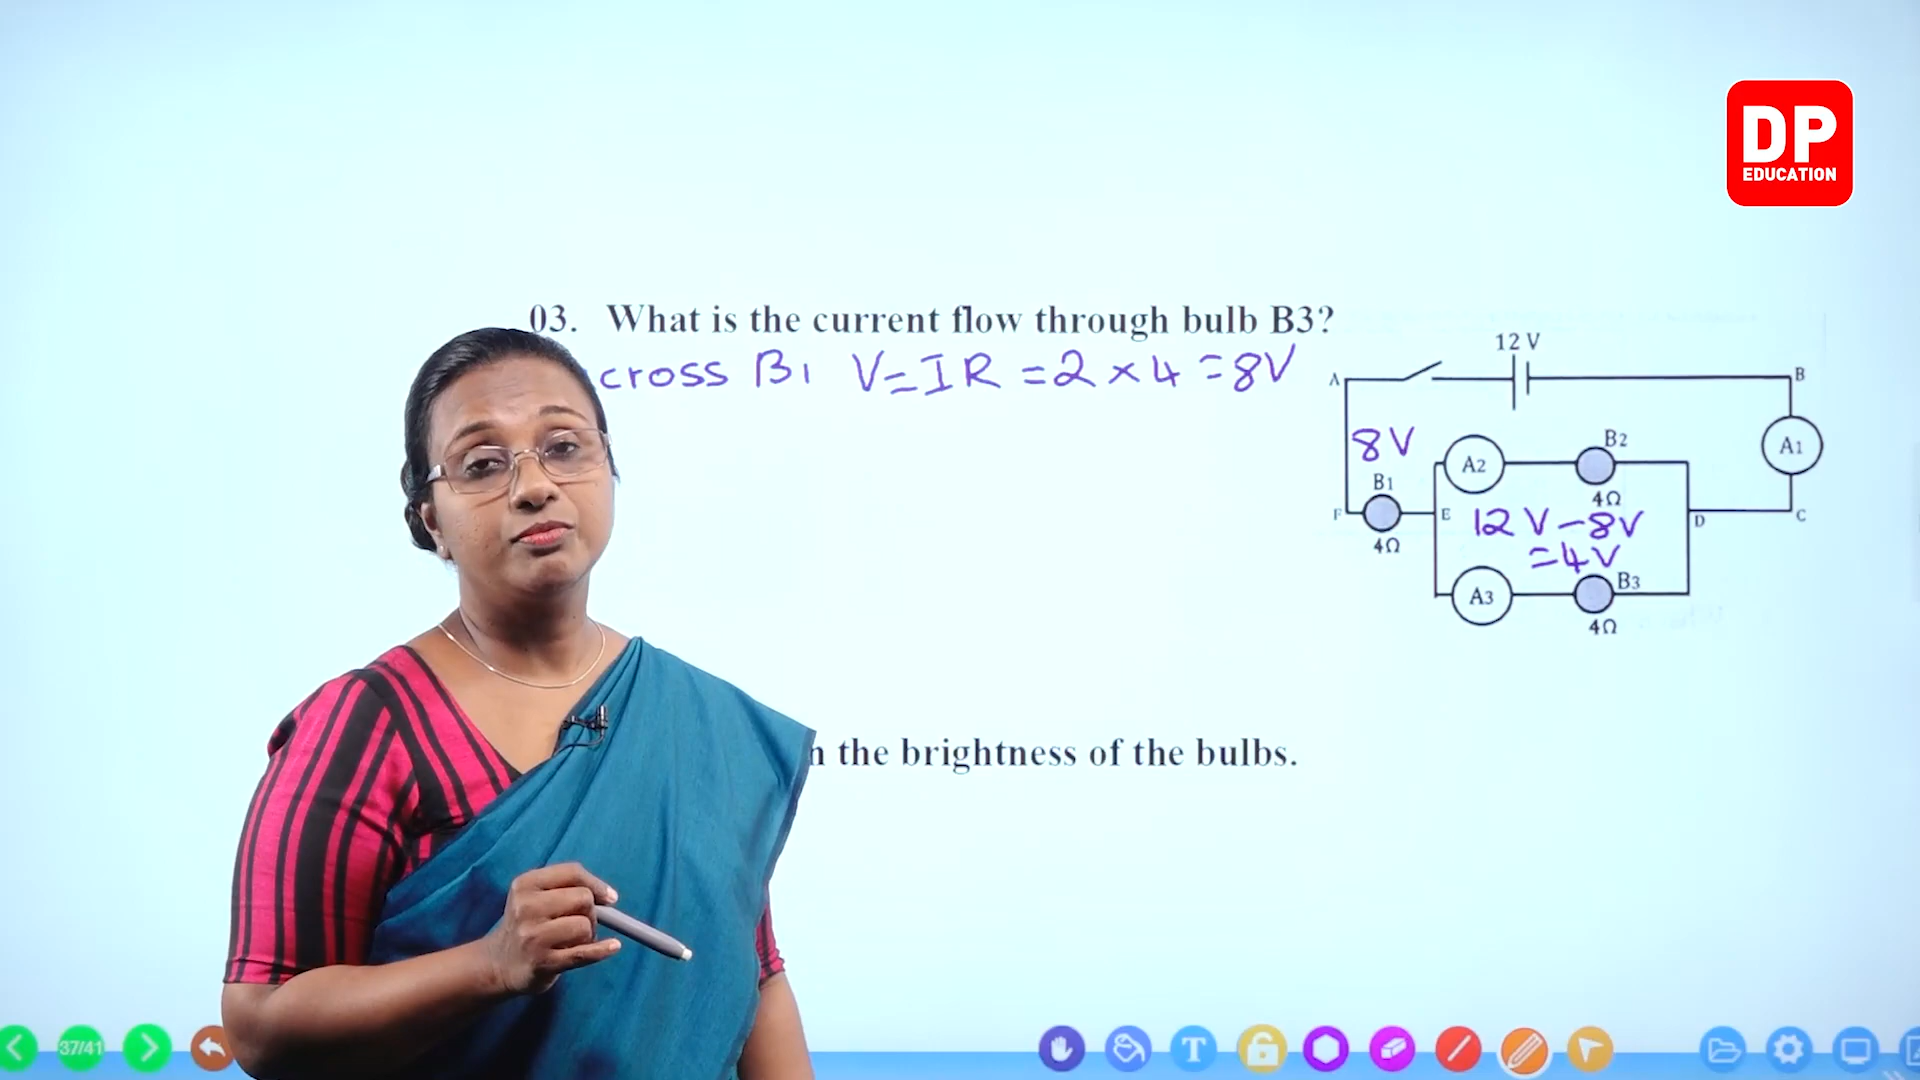 DP
EDUCATION
03. What is the current flow through bulb B3?
cross B1 V=IR =2×4=8V
12 V
A
B
8V
A2
B2
A1
B1
4Ω
F
E
12V-8V
D
C
4Ω
=4V
A3
B3
4Ω
the brightness of the bulbs.
37/41
T